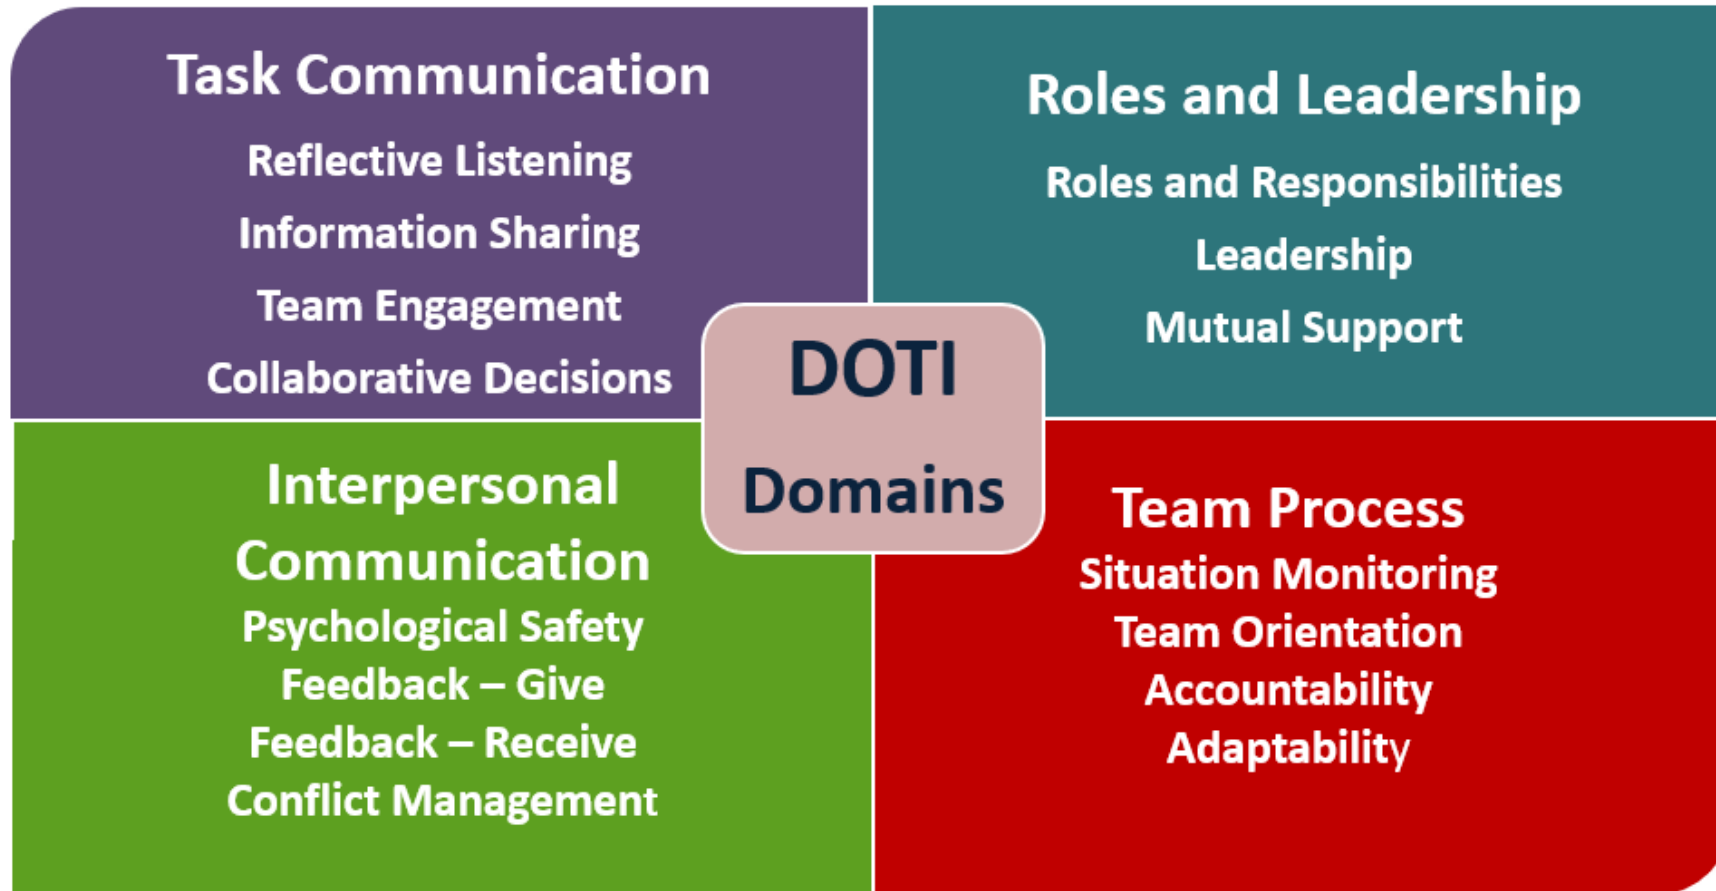 Task Communication
Reflective Listening
Information Sharing
Team Engagement
Collaborative Decisions
Roles and Leadership
Roles and Responsibilities
Leadership
Mutual Support
DOTI
Domains
Interpersonal
Communication
Psychological Safety
Feedback – Give
Feedback – Receive
Conflict Management
Team Process
Situation Monitoring
Team Orientation
Accountability
Adaptability